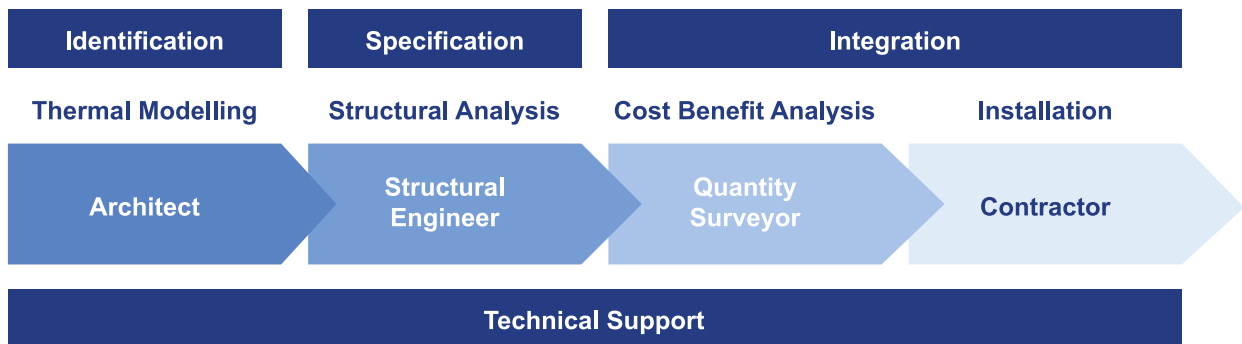 Identification
Specification
Integration
Thermal Modelling
Structural Analysis
Cost Benefit Analysis
Installation
Architect
Structural
Engineer
Quantity
Surveyor
Contractor
Technical Support